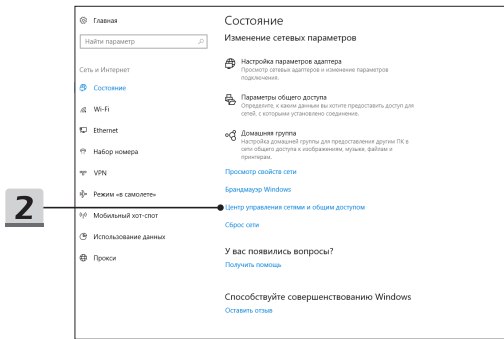 Главная
Найти параметр
Сеть и Интернет
Состояние
Wi-Fi
Ethernet
Набор номера
VPN
Режим «в самолете»
Мобильный хот-спот
Использование данных
Прокси
2
Состояние
Изменение сетевых параметров
Настройка параметров адаптера
Просмотр сетевых адаптеров и изменение параметров
подключения.
Параметры общего доступа
Определите, к каким данным вы хотите предоставить доступ для
сетей, с которыми установлено соединение.
Домашняя группа
Настройка домашней группы для предоставления другим ПК в
сети общего доступа к изображениям, музыке, файлам и
принтерам.
Просмотр свойств сети
Брандмауэр Windows
Центр управления сетями и общим доступом
Сброс сети
У вас появились вопросы?
Получить помощь
Способствуйте совершенствованию Windows
Оставить отзыв